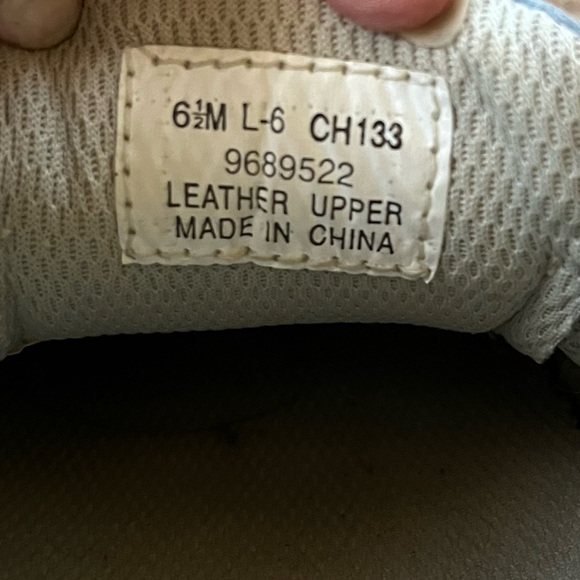 6½M L-6 CH133
9689522
LEATHER UPPER
MADE IN CHINA